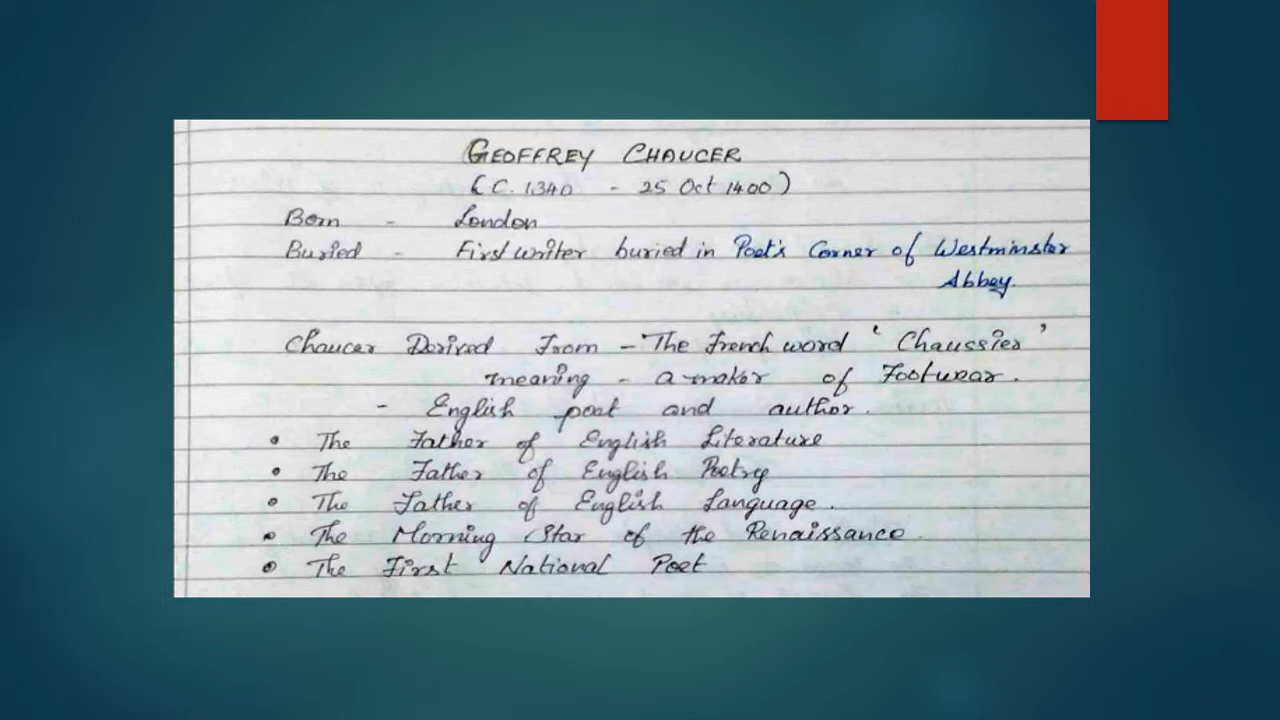 GEOFFREY CHAUCER
(C. 1340 - 25 Oct 1400)
Born - London
Buried - First writer buried in Poet's Corner of Westminster
Abbey.
Chaucer Derived From - The French word ‘Chaussier’
meaning - a maker of Footwear.
- English poet and author.
• The Father of English Literature
• The Father of English Poetry
• The Father of English Language.
• The Morning Star of the Renaissance.
• The First National Poet